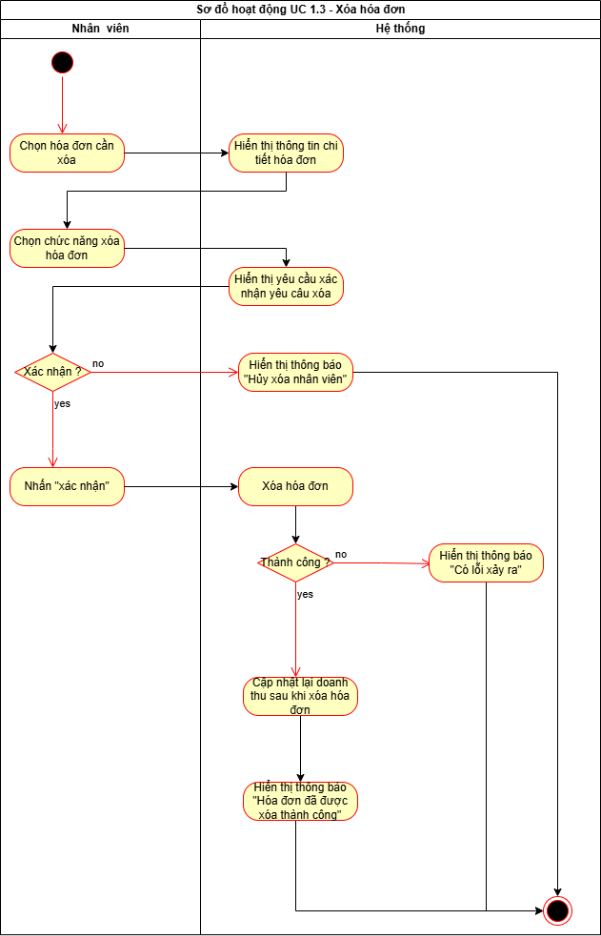 Sơ đồ hoạt động UC 1.3 - Xóa hóa đơn
Nhân viên
Hệ thống
Chọn hóa đơn cần
xóa
Hiển thị thông tin chi
tiết hóa đơn
Chọn chức năng xóa
hóa đơn
Hiển thị yêu cầu xác
nhận yêu câu xóa
Xác nhận ?
no
Hiển thị thông báo
"Hủy xóa nhân viên"
yes
Nhấn "xác nhận"
Xóa hóa đơn
Thành công ?
no
Hiển thị thông báo
"Có lỗi xảy ra"
yes
Cập nhật lại doanh
thu sau khi xóa hóa
đơn
Hiển thị thông báo
"Hóa đơn đã được
xóa thành công"